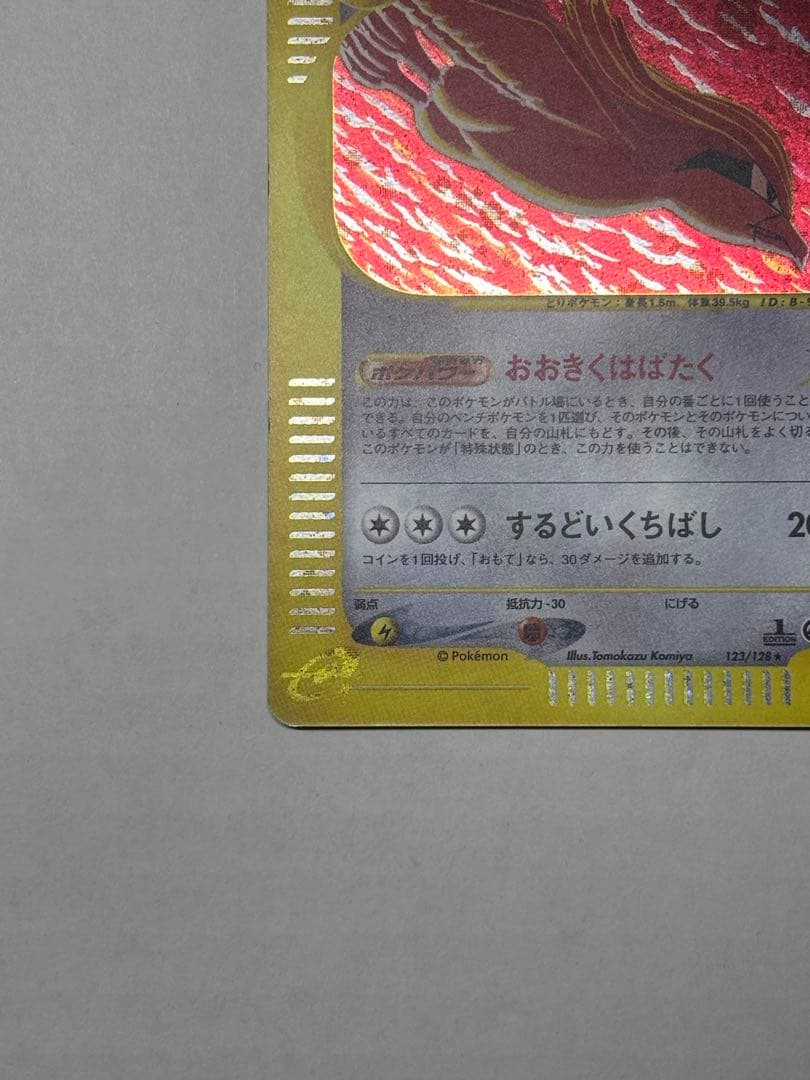 とりポケモン：全長1.5m、体重39.5kg ID：B-
ポケパワー おおきくはばたく
この力は、このポケモンがバトル場にいるとき、自分の番ごとに1回使うこと
できる。自分のベンチポケモンを1匹選び、そのポケモンとそのポケモンについ
いるすべてのカードを、自分の山札にもどす。その後、その山札をよく切る
このポケモンが「特殊状態」のとき、この力を使うことはできない。
するどいくちばし 20
コインを1回投げ、「おもて」なら、30ダメージを追加する。
弱点 抵抗力-30 にげる
1 EDITION
© Pokémon Illus.Tomokazu Komiya 123/128★